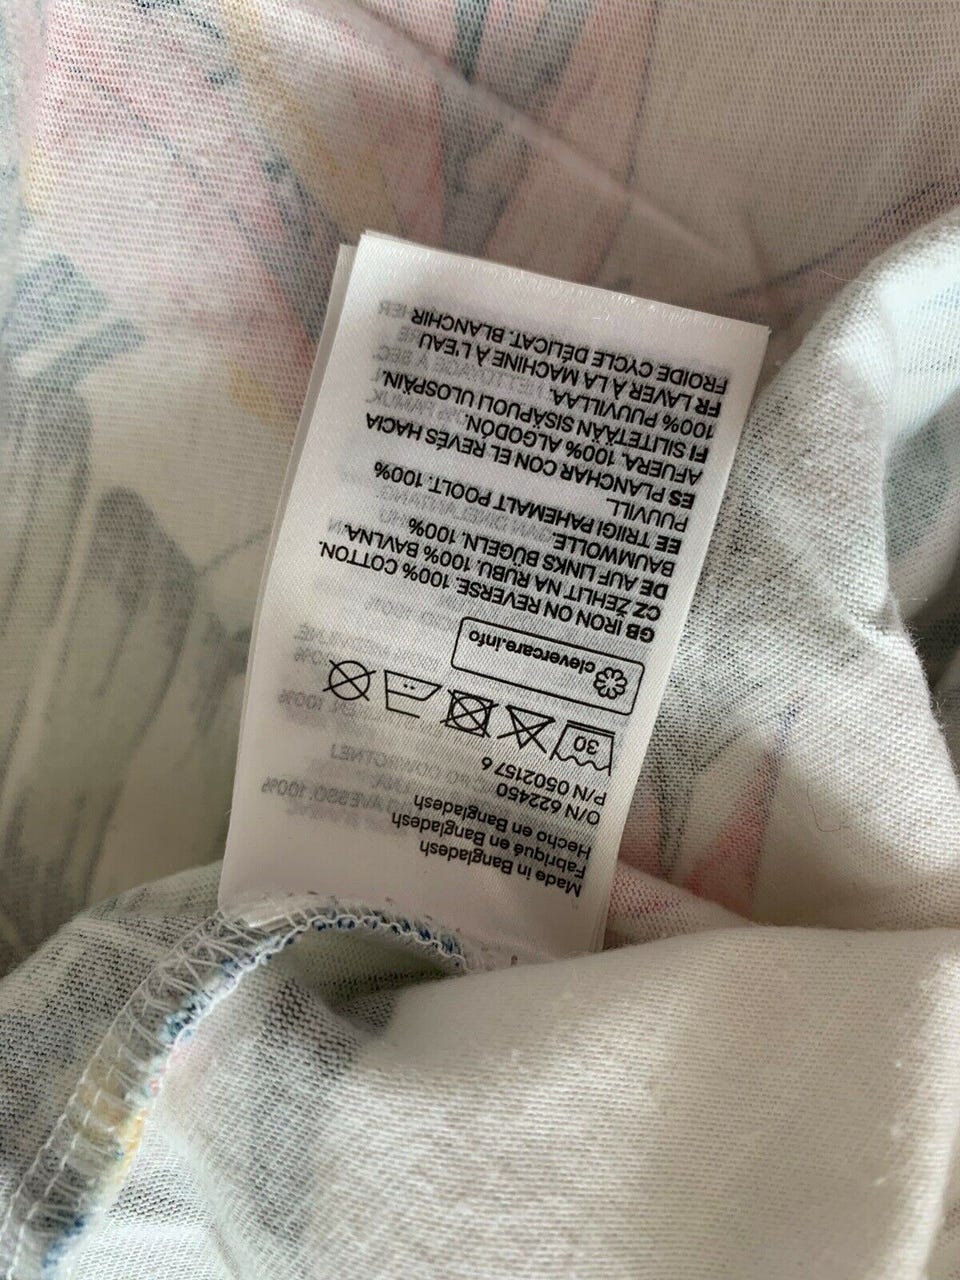 Made in Bangladesh
Fabriqué en Bangladesh
Hecho en Bangladesh
O/N 622450
P/N 0502157 6
30
clevercare.info
GB IRON ON REVERSE. 100% COTTON.
CZ ŽEHLIT NA RUBU. 100% BAVLNA.
DE AUF LINKS BÜGELN. 100%
BAUMWOLLE.
EE TRIIGI PAHEMALT POOLT. 100%
PUUVILL.
ES PLANCHAR CON EL REVÉS HACIA
AFUERA. 100% ALGODÓN.
FI SILITETÄÄN SISÄPUOLI ULOSPÄIN.
100% PUUVILLAA.
FR LAVER À LA MACHINE À L'EAU
FROIDE CYCLE DÉLICAT. BLANCHIR